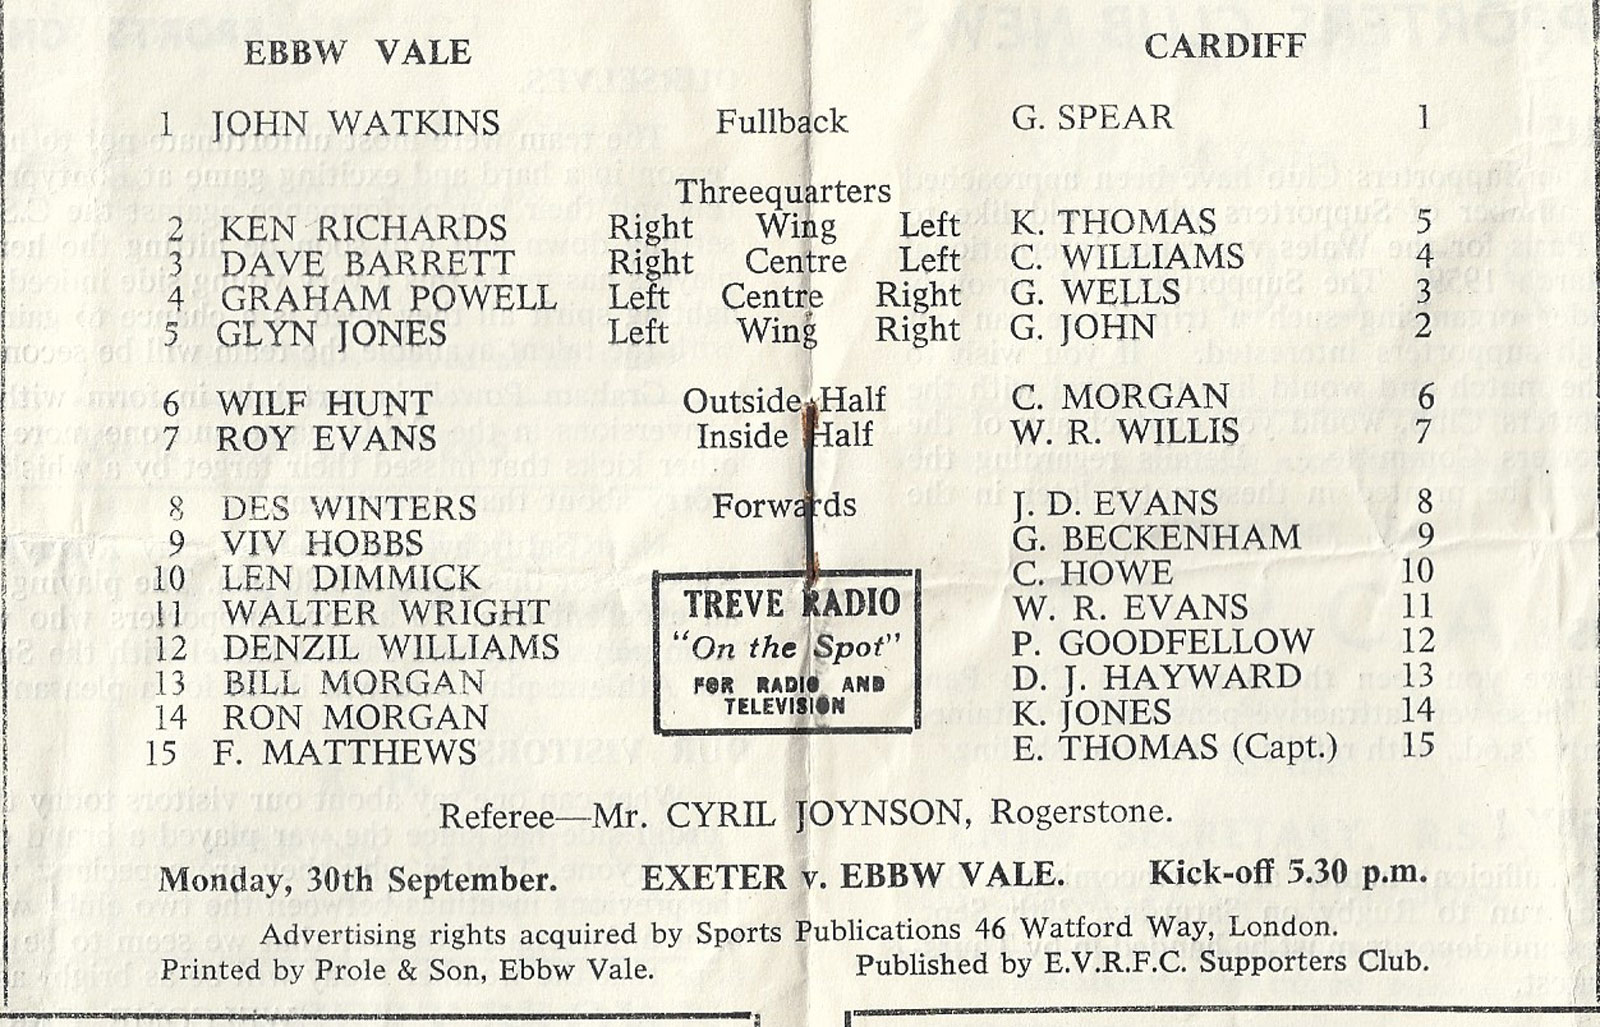 EBBW VALE CARDIFF
1 JOHN WATKINS Fullback G. SPEAR 1
Threequarters
2 KEN RICHARDS Right Wing Left K. THOMAS 5
3 DAVE BARRETT Right Centre Left C. WILLIAMS 4
4 GRAHAM POWELL Left Centre Right G. WELLS 3
5 GLYN JONES Left Wing Right G. JOHN 2
6 WILF HUNT Outside Half C. MORGAN 6
7 ROY EVANS Inside Half W. R. WILLIS 7
8 DES WINTERS Forwards J. D. EVANS 8
9 VIV HOBBS G. BECKENHAM 9
10 LEN DIMMICK C. HOWE 10
11 WALTER WRIGHT W. R. EVANS 11
12 DENZIL WILLIAMS P. GOODFELLOW 12
13 BILL MORGAN D. J. HAYWARD 13
14 RON MORGAN K. JONES 14
15 F. MATTHEWS E. THOMAS (Capt.) 15
TREVE RADIO
"On the Spot"
FOR RADIO AND
TELEVISION
Referee—Mr. CYRIL JOYNSON, Rogerstone.
Monday, 30th September. EXETER v. EBBW VALE. Kick-off 5.30 p.m.
Advertising rights acquired by Sports Publications 46 Watford Way, London.
Printed by Prole & Son, Ebbw Vale. Published by E.V.R.F.C. Supporters Club.